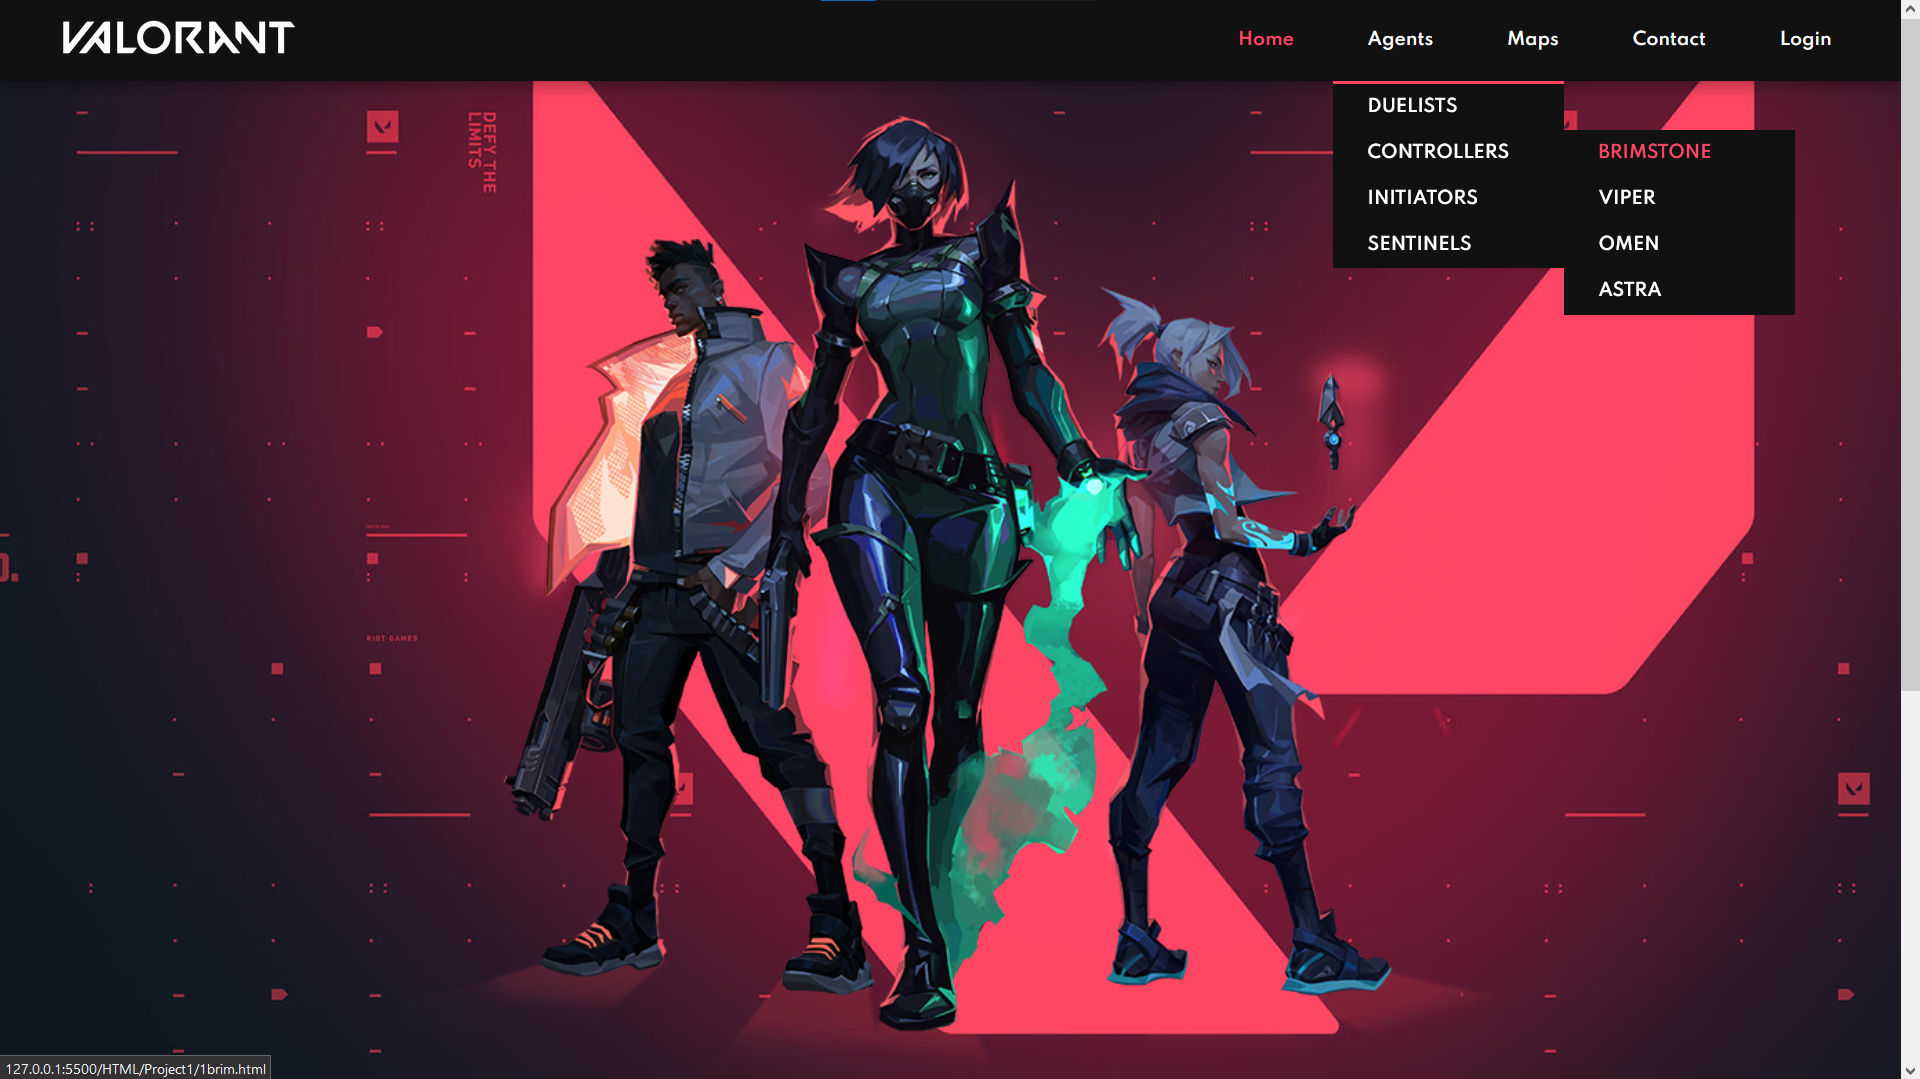 VALORANT
Home Agents Maps Contact Login
DUELISTS
CONTROLLERS
INITIATORS
SENTINELS
BRIMSTONE
VIPER
OMEN
ASTRA
DEFY THE
LIMITS
RIOT GAMES
127.0.0.1:5500/HTML/Project1/1brim.html